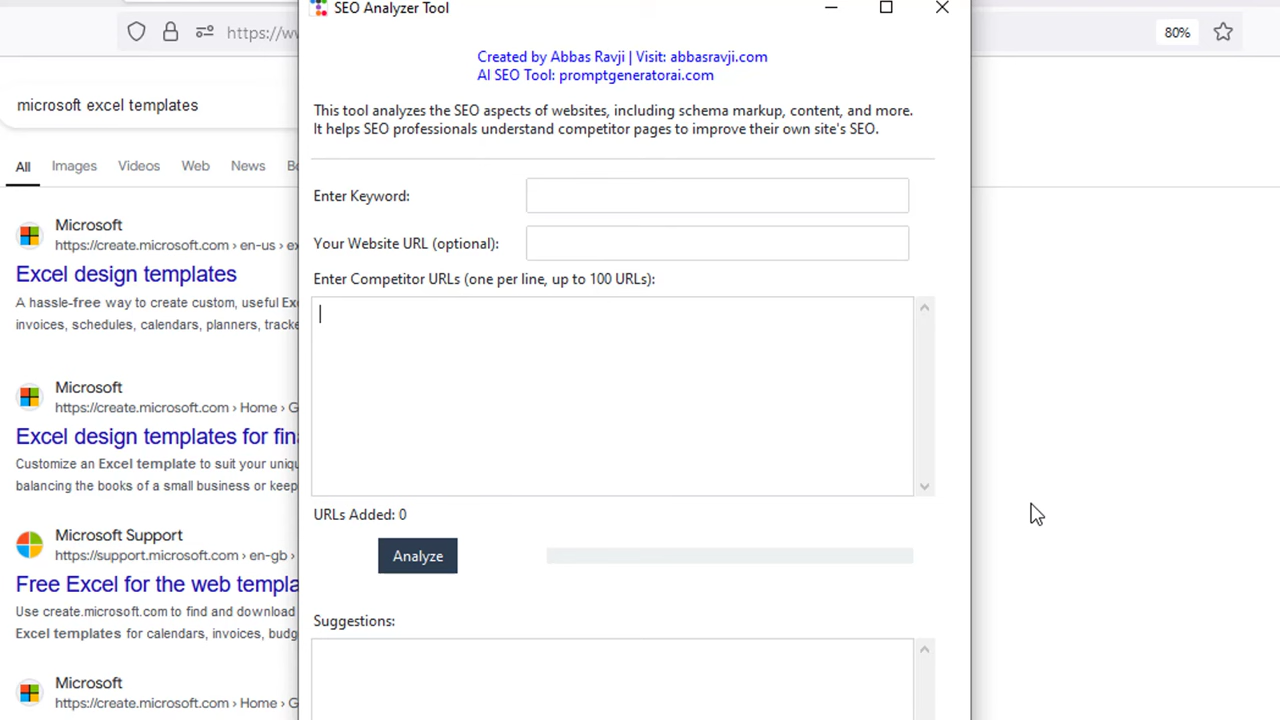 SEO Analyzer Tool
https://w
80%
Created by Abbas Ravji | Visit: abbasravji.com
AI SEO Tool: promptgeneratorai.com
microsoft excel templates
This tool analyzes the SEO aspects of websites, including schema markup, content, and more.
It helps SEO professionals understand competitor pages to improve their own site's SEO.
All Images Videos Web News
Enter Keyword:
Your Website URL (optional):
Enter Competitor URLs (one per line, up to 100 URLs):
Microsoft
https://create.microsoft.com › en-us › ex
Excel design templates
A hassle-free way to create custom, useful Ex
invoices, schedules, calendars, planners, tracke
Microsoft
https://create.microsoft.com › Home › G
Excel design templates for fin
Customize an Excel template to suit your uniqu
balancing the books of a small business or keep
Microsoft Support
https://support.microsoft.com › en-gb ›
Free Excel for the web templa
Use create.microsoft.com to find and download
Excel templates for calendars, invoices, budg
Microsoft
https://create.microsoft.com › Home › G
URLs Added: 0
Analyze
Suggestions: